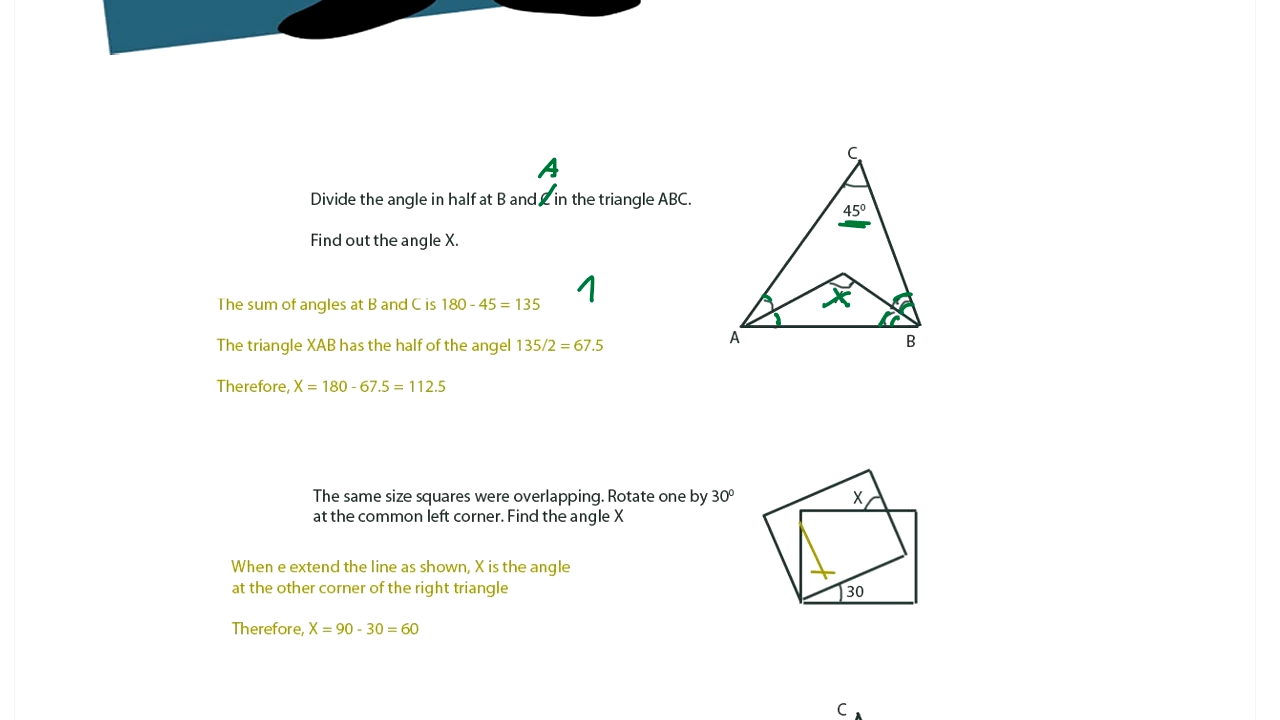 A
Divide the angle in half at B and C in the triangle ABC.
Find out the angle X.
1
The sum of angles at B and C is 180 - 45 = 135
The triangle XAB has the half of the angel 135/2 = 67.5
Therefore, X = 180 - 67.5 = 112.5
C
45⁰
X
A
B
The same size squares were overlapping. Rotate one by 30⁰
at the common left corner. Find the angle X
When e extend the line as shown, X is the angle
at the other corner of the right triangle
Therefore, X = 90 - 30 = 60
X
30
C